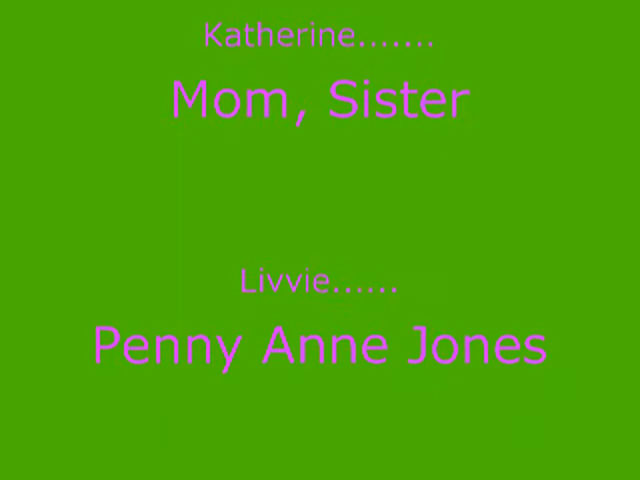 Katherine.......
Mom, Sister
Livvie......
Penny Anne Jones